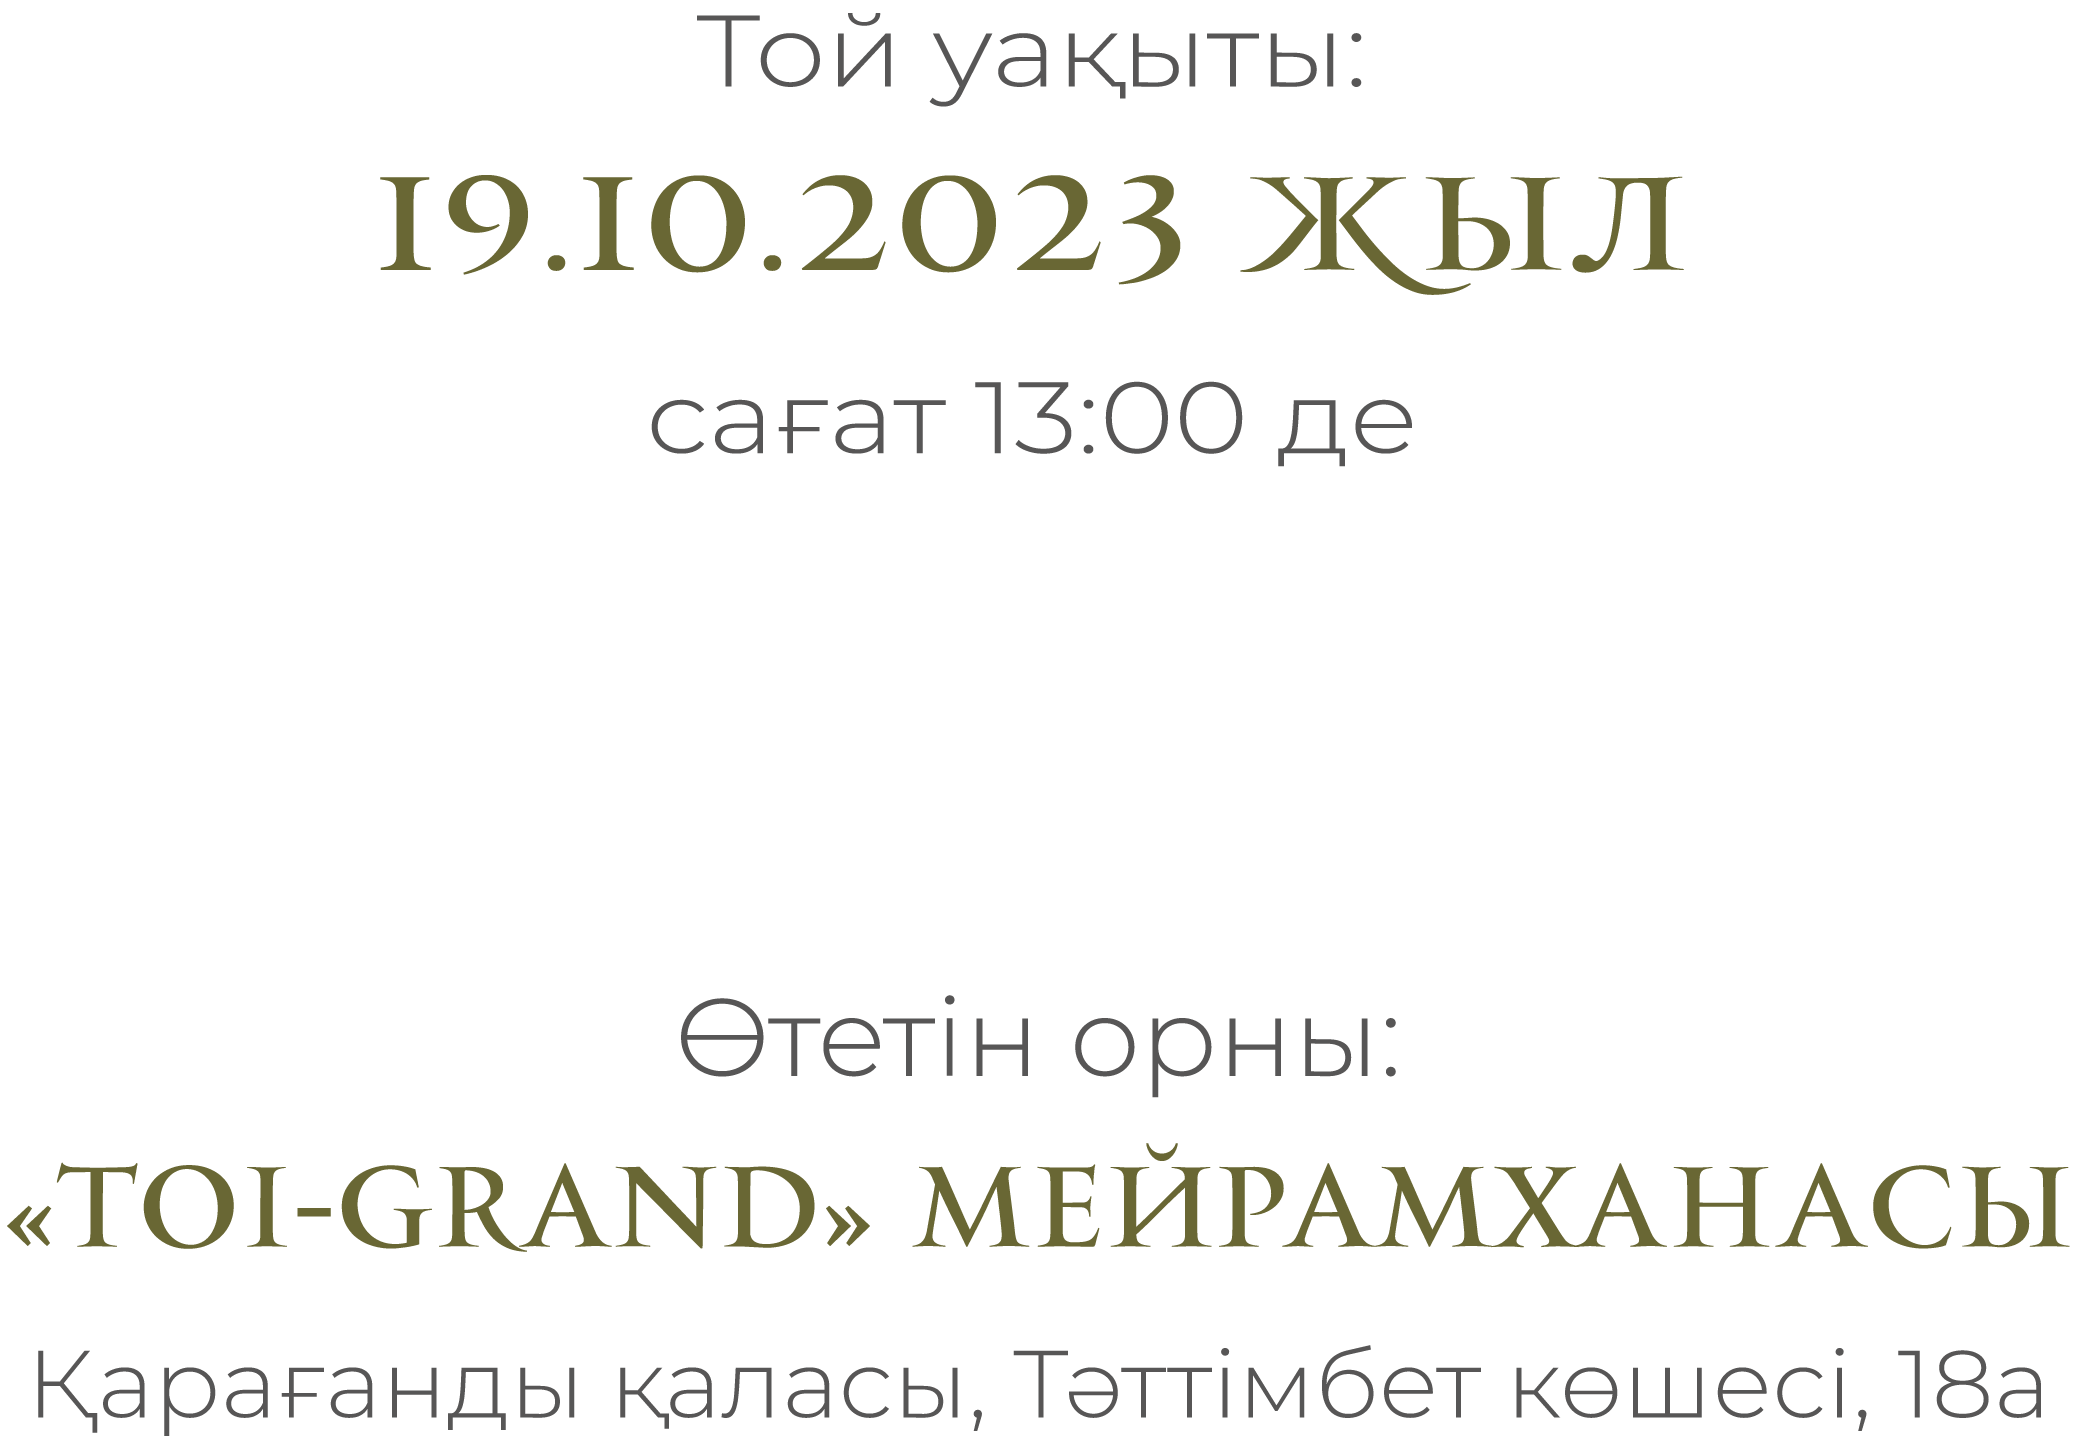 Той уақыты:
19.10.2023 ЖЫЛ
сағат 13:00 де
Өтетін орны:
«TOI-GRAND» МЕЙРАМХАНАСЫ
Қарағанды қаласы, Тәттімбет көшесі, 18а